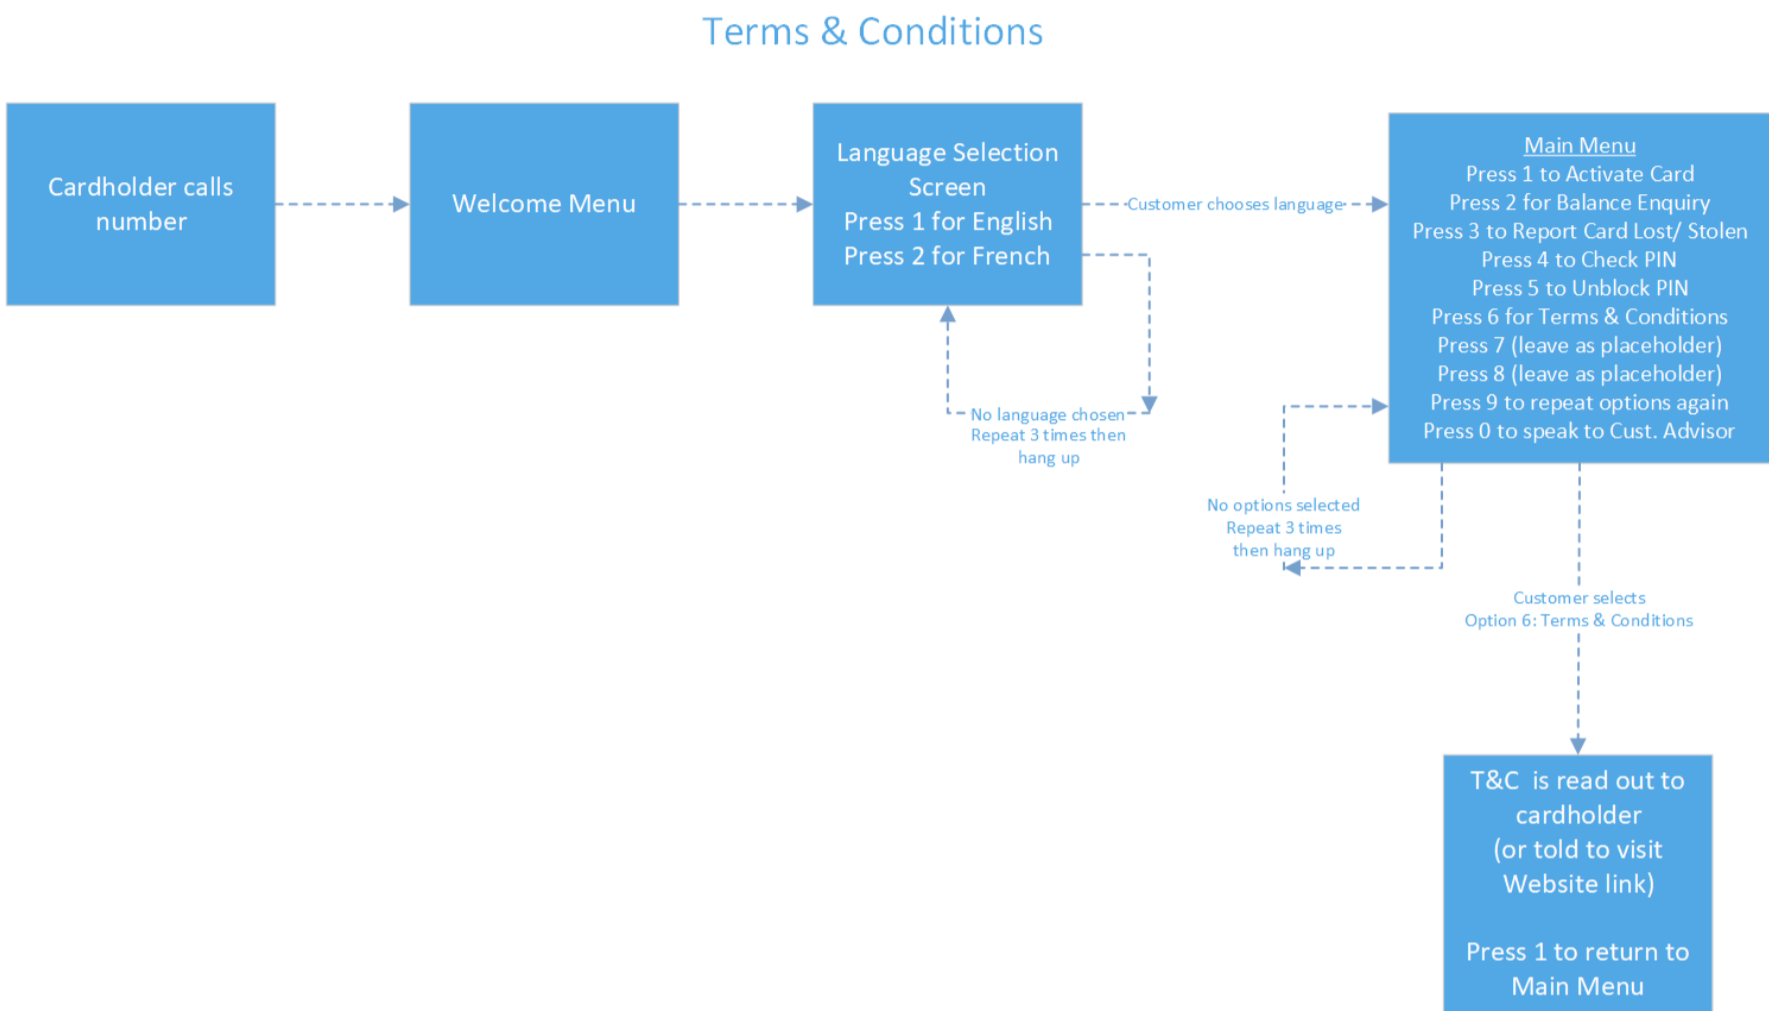 Terms & Conditions
Cardholder calls
number
Welcome Menu
Language Selection
Screen
Press 1 for English
Press 2 for French
Customer chooses language
No language chosen
Repeat 3 times then
hang up
Main Menu
Press 1 to Activate Card
Press 2 for Balance Enquiry
Press 3 to Report Card Lost/ Stolen
Press 4 to Check PIN
Press 5 to Unblock PIN
Press 6 for Terms & Conditions
Press 7 (leave as placeholder)
Press 8 (leave as placeholder)
Press 9 to repeat options again
Press 0 to speak to Cust. Advisor
No options selected
Repeat 3 times
then hang up
Customer selects
Option 6: Terms & Conditions
T&C is read out to
cardholder
(or told to visit
Website link)
Press 1 to return to
Main Menu